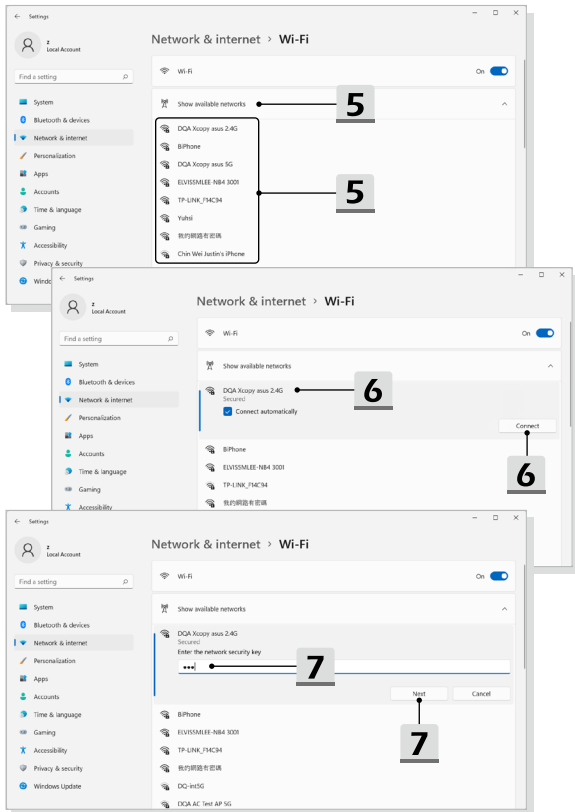 Settings
z
Local Account
Find a setting
System
Bluetooth & devices
Network & internet
Personalization
Apps
Accounts
Time & language
Gaming
Accessibility
Privacy & security
Windo
Network & internet > Wi-Fi
Wi-Fi
On
Show available networks
5
DQA Xcopy asus 2.4G
BiPhone
DQA Xcopy asus 5G
ELVISSMLEE-NB4 3001
TP-LINK_F14C94
Yuhsi
我的網路有密碼
Chin Wei Justin's iPhone
5
Settings
z
Local Account
Find a setting
System
Bluetooth & devices
Network & internet
Personalization
Apps
Accounts
Time & language
Gaming
Accessibility
Network & internet > Wi-Fi
Wi-Fi
On
Show available networks
DQA Xcopy asus 2.4G
6
Secured
Connect automatically
Connect
6
BiPhone
ELVISSMLEE-NB4 3001
TP-LINK_F14C94
我的網路有密碼
Settings
z
Local Account
Find a setting
System
Bluetooth & devices
Network & internet
Personalization
Apps
Accounts
Time & language
Gaming
Accessibility
Privacy & security
Windows Update
Network & internet > Wi-Fi
Wi-Fi
On
Show available networks
DQA Xcopy asus 2.4G
Secured
Enter the network security key
7
Next
Cancel
7
BiPhone
ELVISSMLEE-NB4 3001
TP-LINK_F14C94
我的網路有密碼
DQ-int5G
DQA AC Test AP 5G